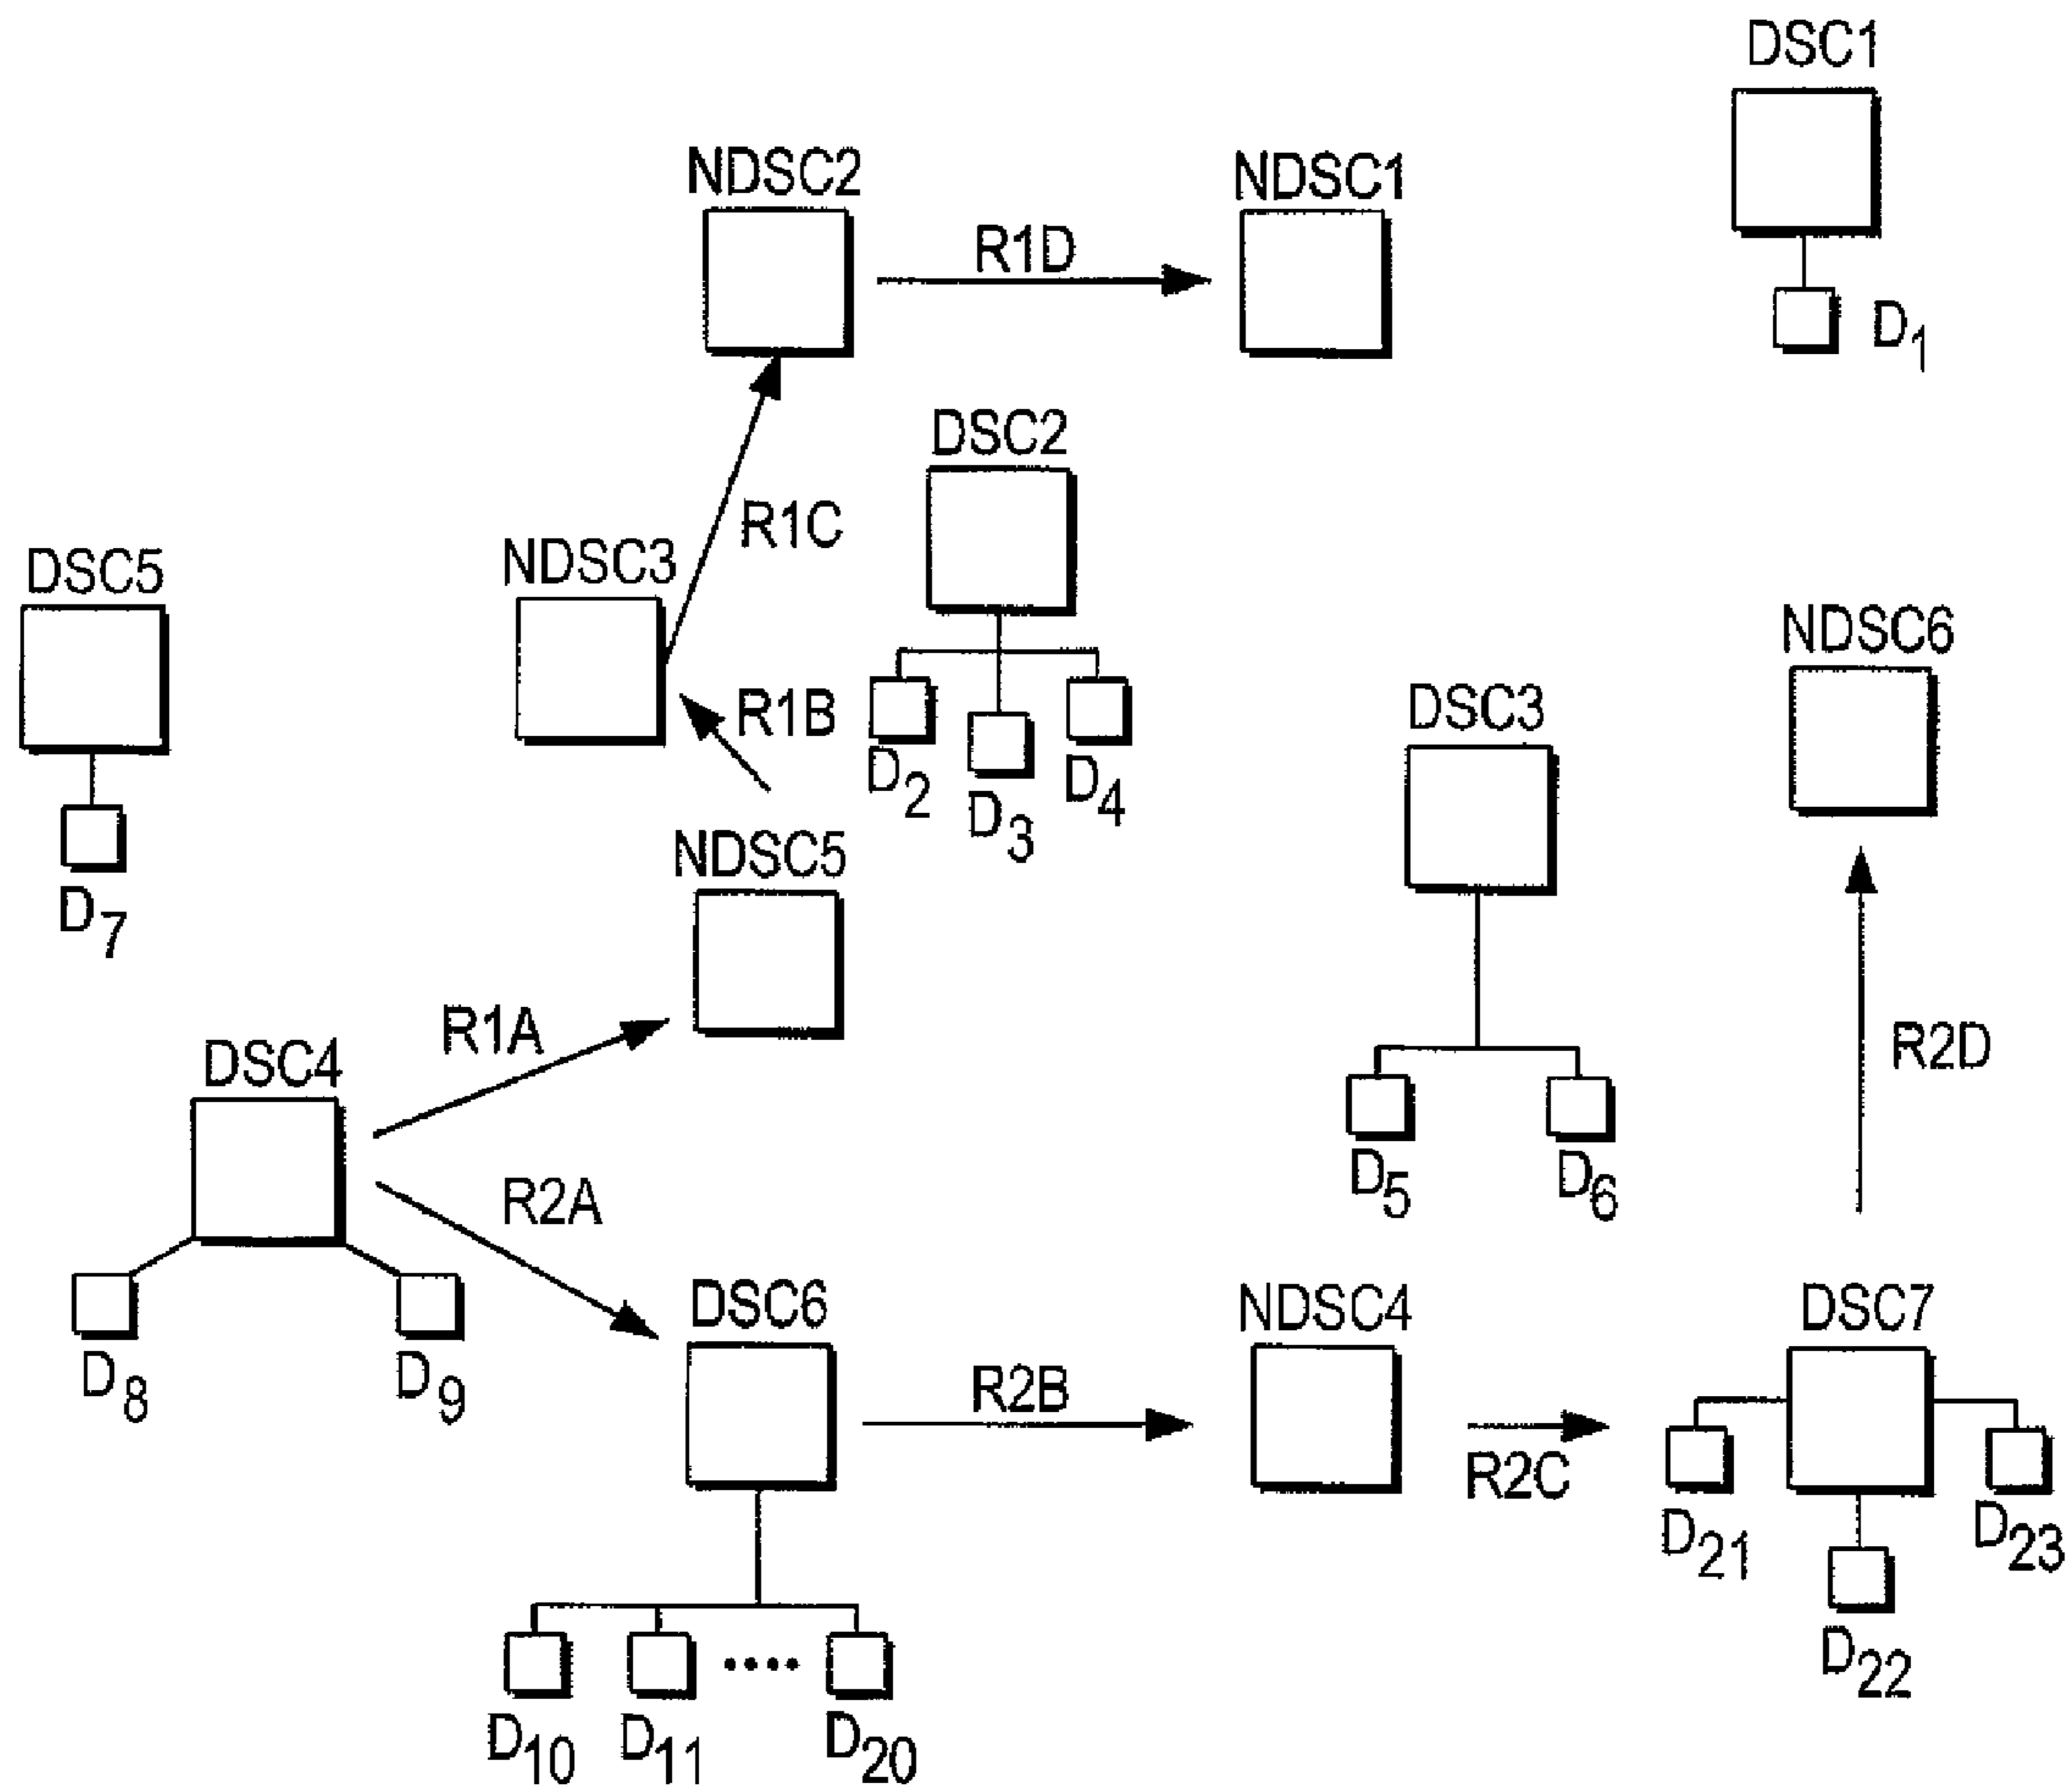 DSC1
NDSC2
NDSC1
R1D
D1
DSC2
R1C
NDSC3
DSC5
NDSC6
DSC3
R1B
D2
D4
D3
NDSC5
D7
R1A
R2D
DSC4
D5
D6
R2A
DSC6
NDSC4
DSC7
D8
D9
R2B
R2C
D21
D23
D22
D10
D11
....
D20